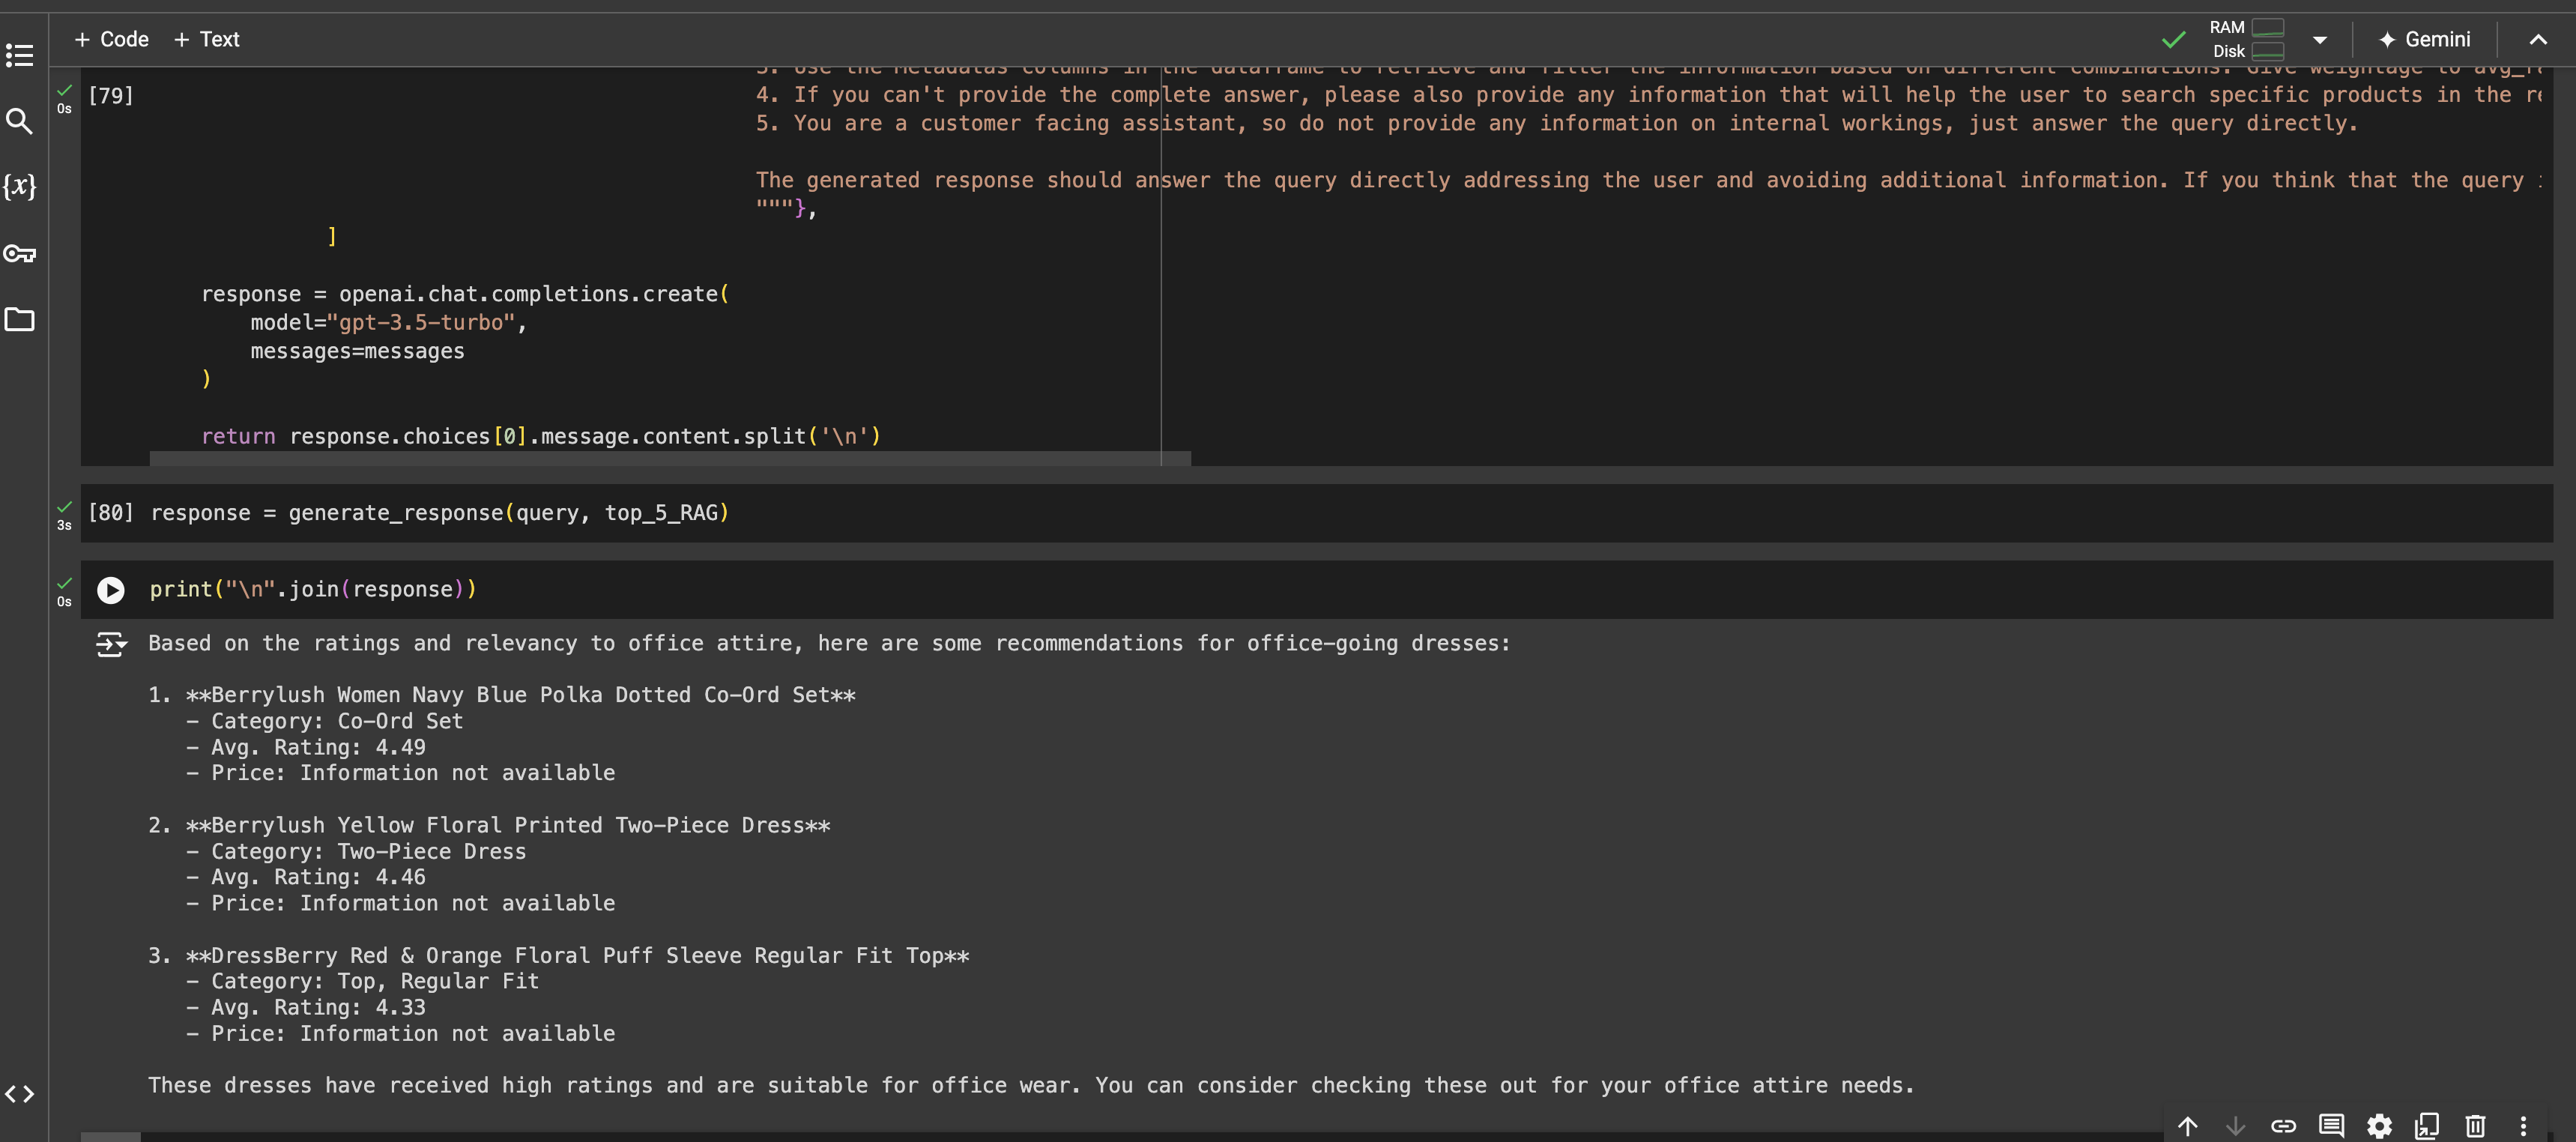 + Code + Text
RAM
Disk
Gemini
[79]
0s
3. Use the Metadatas columns in the dataframe to retrieve and filter the information based on different combinations. Give weightage to
4. If you can't provide the complete answer, please also provide any information that will help the user to search specific products in the
5. You are a customer facing assistant, so do not provide any information on internal workings, just answer the query directly.
The generated response should answer the query directly addressing the user and avoiding additional information. If you think that the query
"""},
]
response = openai.chat.completions.create(
model="gpt-3.5-turbo",
messages=messages
)
return response.choices[0].message.content.split('\n')
[80] response = generate_response(query, top_5_RAG)
3s
print("\n".join(response))
0s
Based on the ratings and relevancy to office attire, here are some recommendations for office-going dresses:
1. **Berrylush Women Navy Blue Polka Dotted Co-Ord Set**
- Category: Co-Ord Set
- Avg. Rating: 4.49
- Price: Information not available
2. **Berrylush Yellow Floral Printed Two-Piece Dress**
- Category: Two-Piece Dress
- Avg. Rating: 4.46
- Price: Information not available
3. **DressBerry Red & Orange Floral Puff Sleeve Regular Fit Top**
- Category: Top, Regular Fit
- Avg. Rating: 4.33
- Price: Information not available
These dresses have received high ratings and are suitable for office wear. You can consider checking these out for your office attire needs.